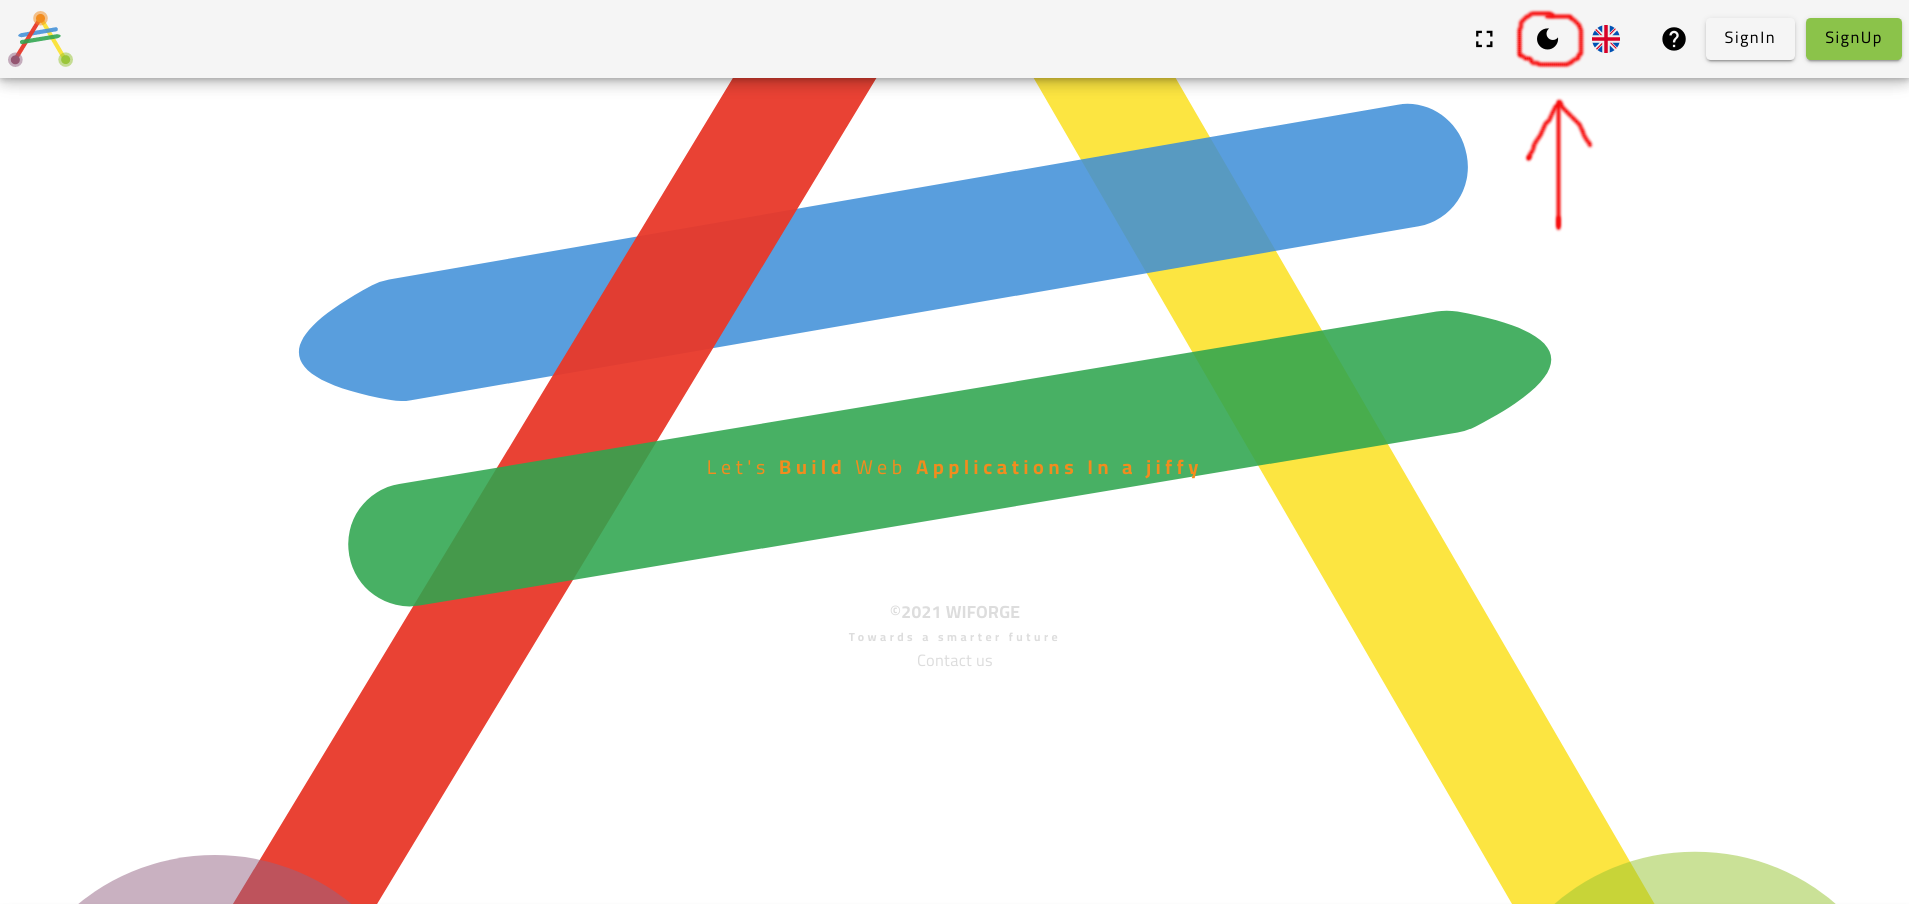 SignIn
SignUp
Let's Build Web Applications In a jiffy
©2021 WIFORGE
Towards a smarter future
Contact us